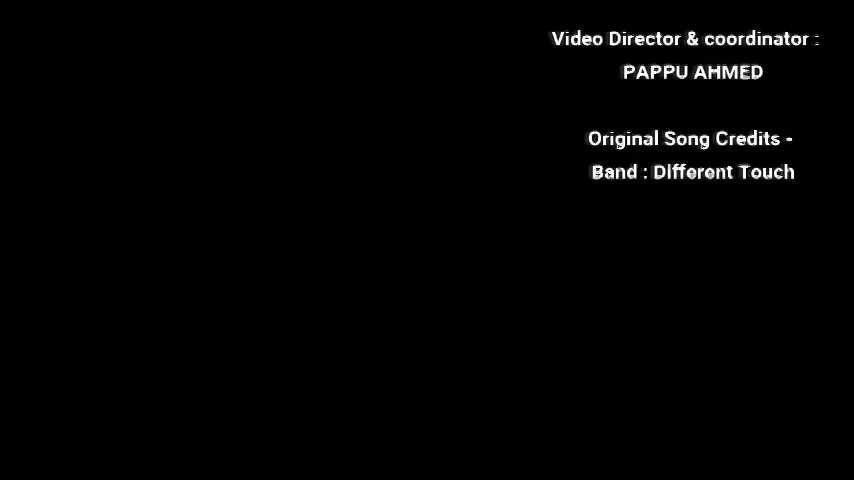 Video Director & coordinator :
PAPPU AHMED
Original Song Credits -
Band : Different Touch